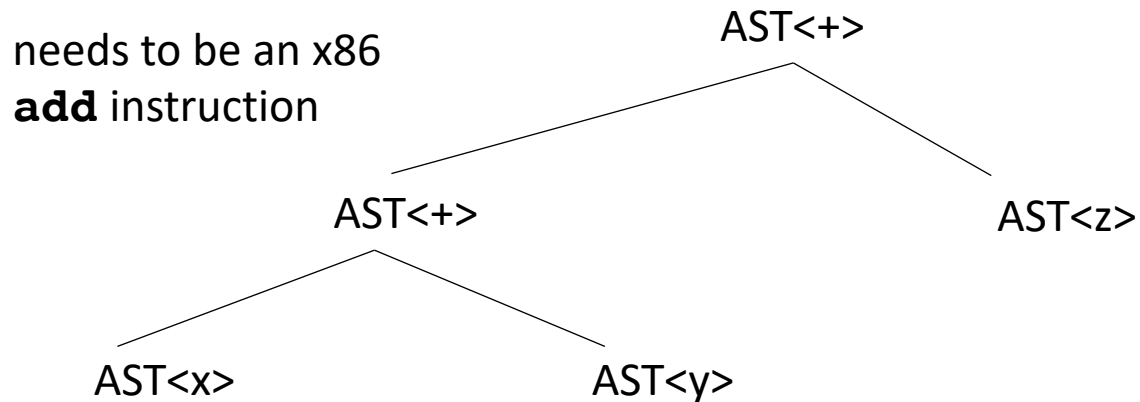 AST<+>
needs to be an x86
add instruction
AST<+>
AST<z>
AST<x>
AST<y>